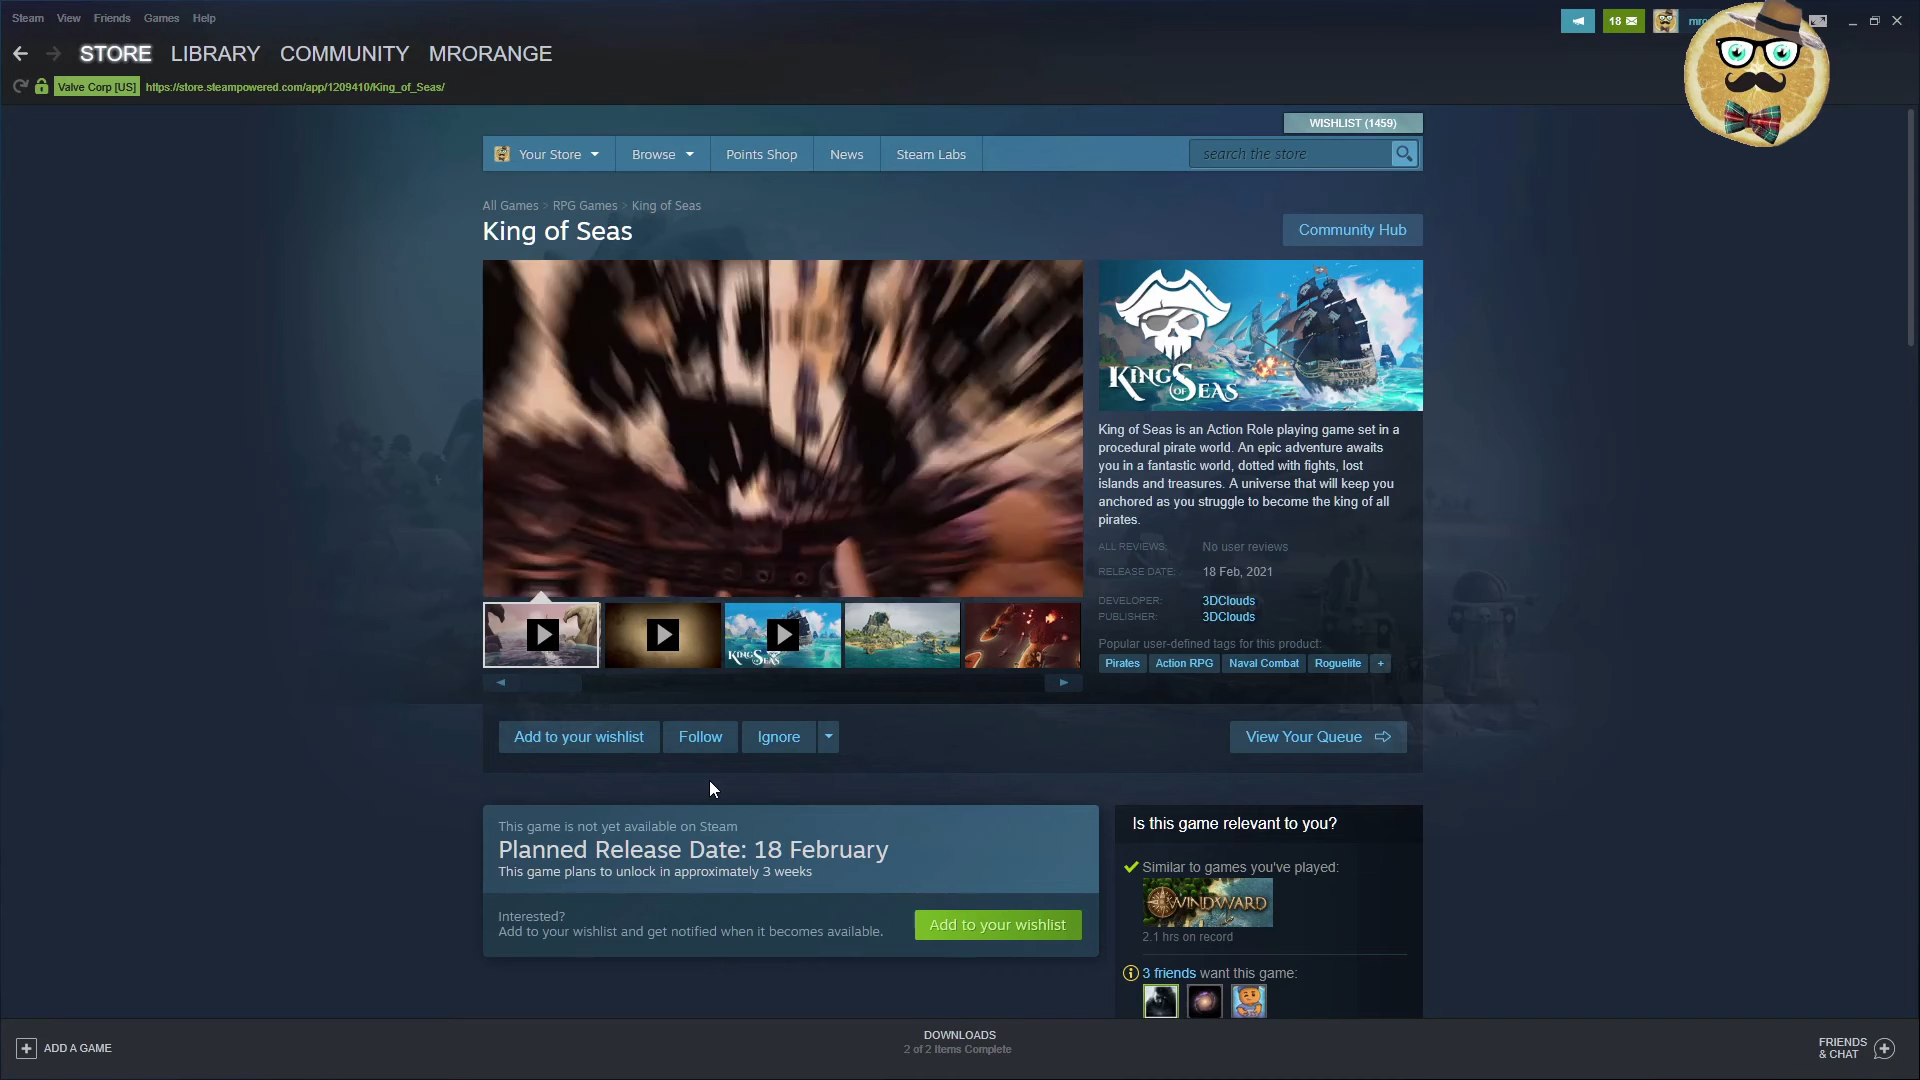 Steam View Friends Games Help
18
mro
STORE LIBRARY COMMUNITY MRORANGE
Valve Corp [US] https://store.steampowered.com/app/1209410/King_of_Seas/
WISHLIST (1459)
Your Store Browse Points Shop News Steam Labs search the store
All Games > RPG Games > King of Seas
King of Seas
Community Hub
KING OF SEAS
King of Seas is an Action Role playing game set in a
procedural pirate world. An epic adventure awaits
you in a fantastic world, dotted with fights, lost
islands and treasures. A universe that will keep you
anchored as you struggle to become the king of all
pirates.
ALL REVIEWS: No user reviews
RELEASE DATE: 18 Feb, 2021
DEVELOPER: 3DClouds
PUBLISHER: 3DClouds
Popular user-defined tags for this product:
Pirates Action RPG Naval Combat Roguelite +
KING OF SEAS
Add to your wishlist Follow Ignore View Your Queue
This game is not yet available on Steam
Planned Release Date: 18 February
This game plans to unlock in approximately 3 weeks
Interested?
Add to your wishlist and get notified when it becomes available.
Add to your wishlist
Is this game relevant to you?
Similar to games you've played:
WINDWARD
2.1 hrs on record
3 friends want this game:
ADD A GAME
DOWNLOADS
2 of 2 Items Complete
FRIENDS
& CHAT